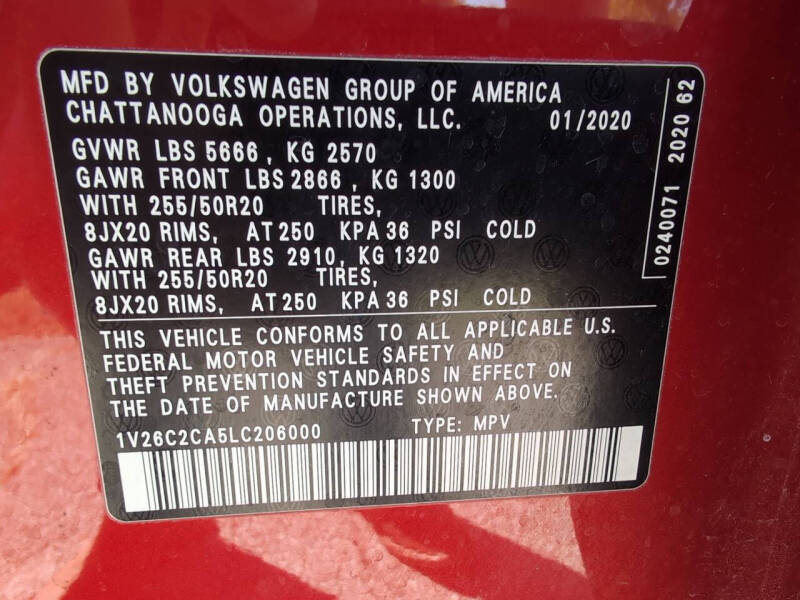 MFD BY VOLKSWAGEN GROUP OF AMERICA
CHATTANOOGA OPERATIONS, LLC. 01/2020
GVWR LBS 5666 , KG 2570
GAWR FRONT LBS 2866 , KG 1300
WITH 255/50R20 TIRES,
8JX20 RIMS, AT 250 KPA 36 PSI COLD
GAWR REAR LBS 2910, KG 1320
WITH 255/50R20 TIRES,
8JX20 RIMS, AT 250 KPA 36 PSI COLD
THIS VEHICLE CONFORMS TO ALL APPLICABLE U.S.
FEDERAL MOTOR VEHICLE SAFETY AND
THEFT PREVENTION STANDARDS IN EFFECT ON
THE DATE OF MANUFACTURE SHOWN ABOVE.
1V26C2CA5LC206000 TYPE: MPV
0240071 2020 62